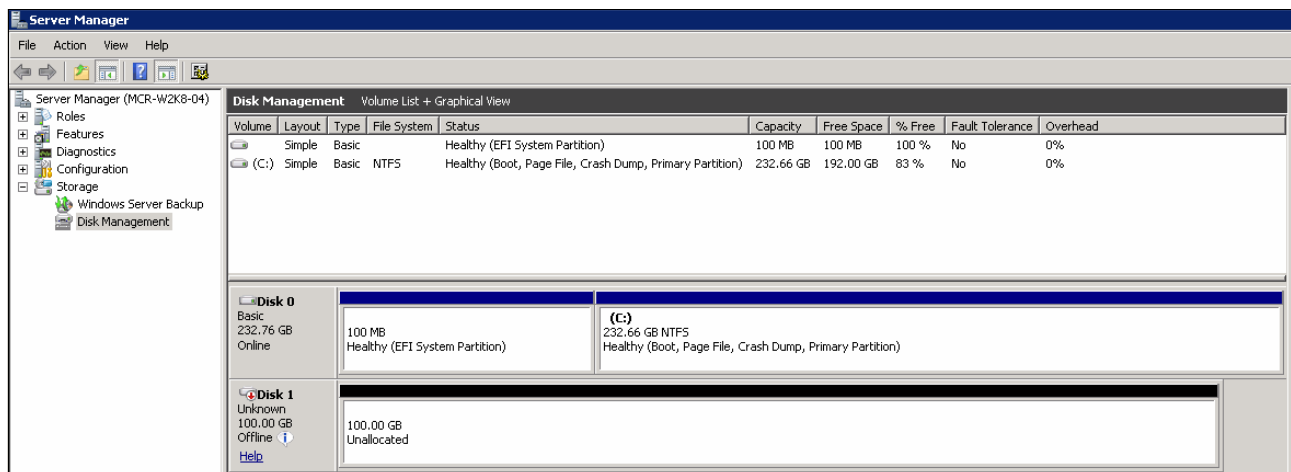 Server Manager
File Action View Help
Server Manager (MCR-W2K8-04)
Roles
Features
Diagnostics
Configuration
Storage
Windows Server Backup
Disk Management
Disk Management Volume List + Graphical View
Volume Layout Type File System Status Capacity Free Space % Free Fault Tolerance Overhead
Simple Basic Healthy (EFI System Partition) 100 MB 100 MB 100 % No 0%
(C:) Simple Basic NTFS Healthy (Boot, Page File, Crash Dump, Primary Partition) 232.66 GB 192.00 GB 83 % No 0%
Disk 0
Basic
232.76 GB
Online
100 MB
Healthy (EFI System Partition)
(C:)
232.66 GB NTFS
Healthy (Boot, Page File, Crash Dump, Primary Partition)
Disk 1
Unknown
100.00 GB
Offline
Help
100.00 GB
Unallocated